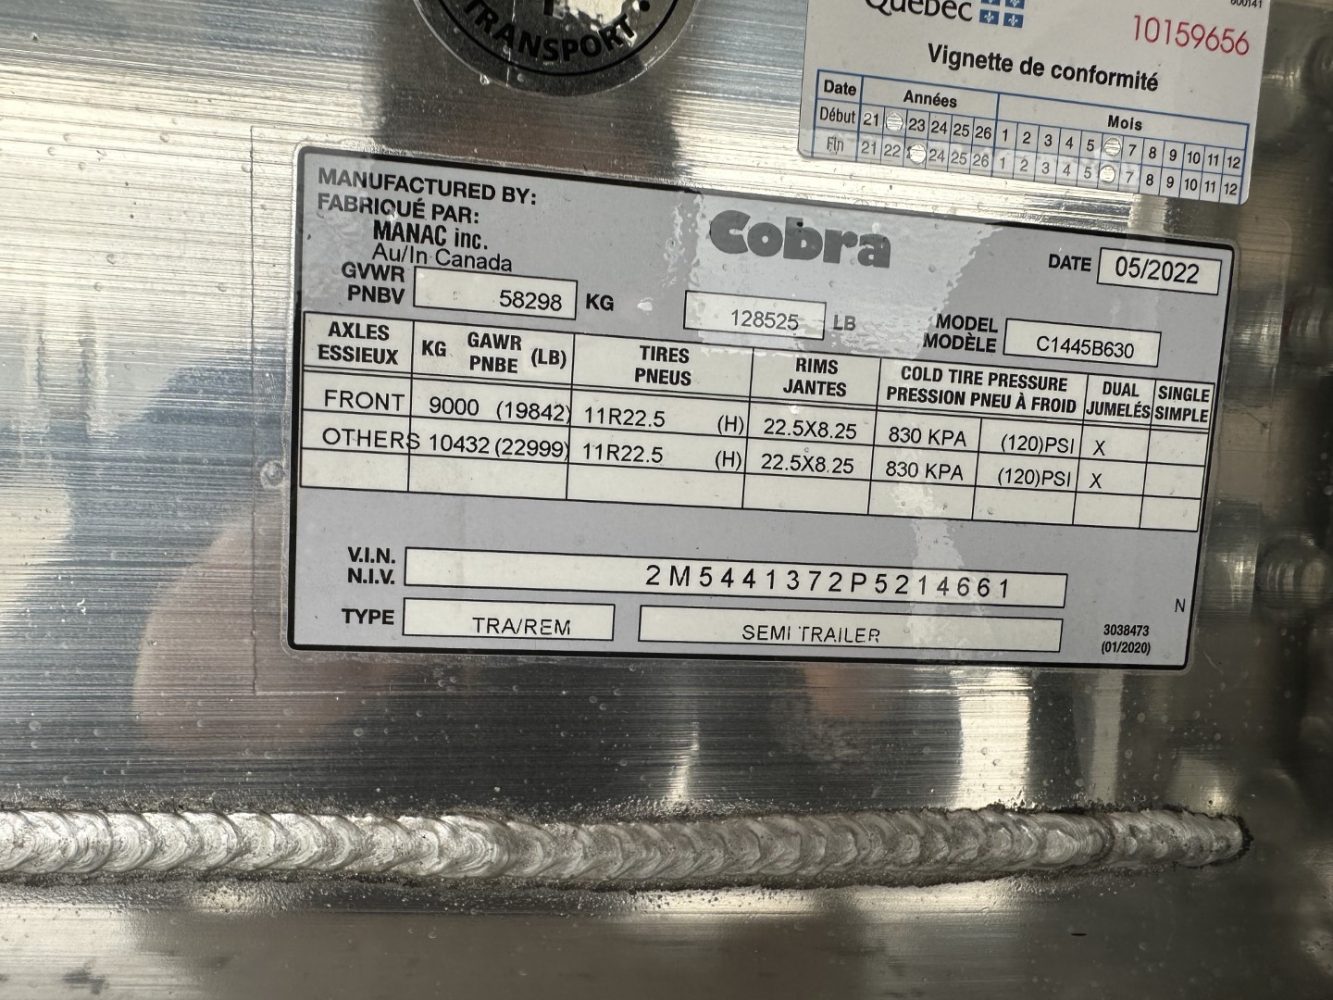 TRANSPORT
Québec
600141
10159656
Vignette de conformité
Date Années Mois
Début 21 23 24 25 26 1 2 3 4 5 7 8 9 10 11 12
Fin 21 22 24 25 26 1 2 3 4 5 7 8 9 10 11 12
MANUFACTURED BY:
FABRIQUÉ PAR:
MANAC inc.
Au/In Canada
Cobra
DATE 05/2022
GVWR
PNBV 58298 KG 128525 LB
MODEL
MODÈLE C1445B630
AXLES
ESSIEUX
KG GAWR
PNBE (LB)
TIRES
PNEUS
RIMS
JANTES
COLD TIRE PRESSURE
PRESSION PNEU À FROID
DUAL
JUMELÉS
SINGLE
SIMPLE
FRONT 9000 (19842) 11R22.5 (H) 22.5X8.25 830 KPA (120)PSI X
OTHERS 10432 (22999) 11R22.5 (H) 22.5X8.25 830 KPA (120)PSI X
V.I.N.
N.I.V. 2M5441372P5214661
N
TYPE TRA/REM SEMI TRAILER
3038473
(01/2020)